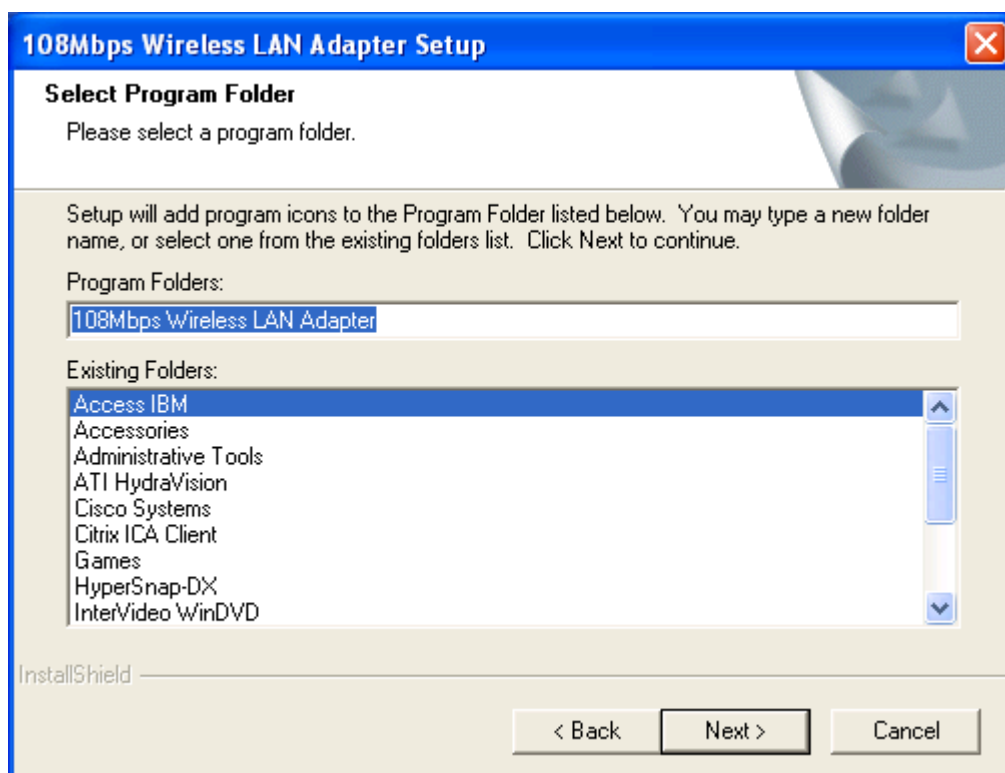 108Mbps Wireless LAN Adapter Setup
Select Program Folder
Please select a program folder.
Setup will add program icons to the Program Folder listed below.  You may type a new folder
name, or select one from the existing folders list.  Click Next to continue.
Program Folders:
108Mbps Wireless LAN Adapter
Existing Folders:
Access IBM
Accessories
Administrative Tools
ATI HydraVision
Cisco Systems
Citrix ICA Client
Games
HyperSnap-DX
InterVideo WinDVD
InstallShield
< Back
Next >
Cancel